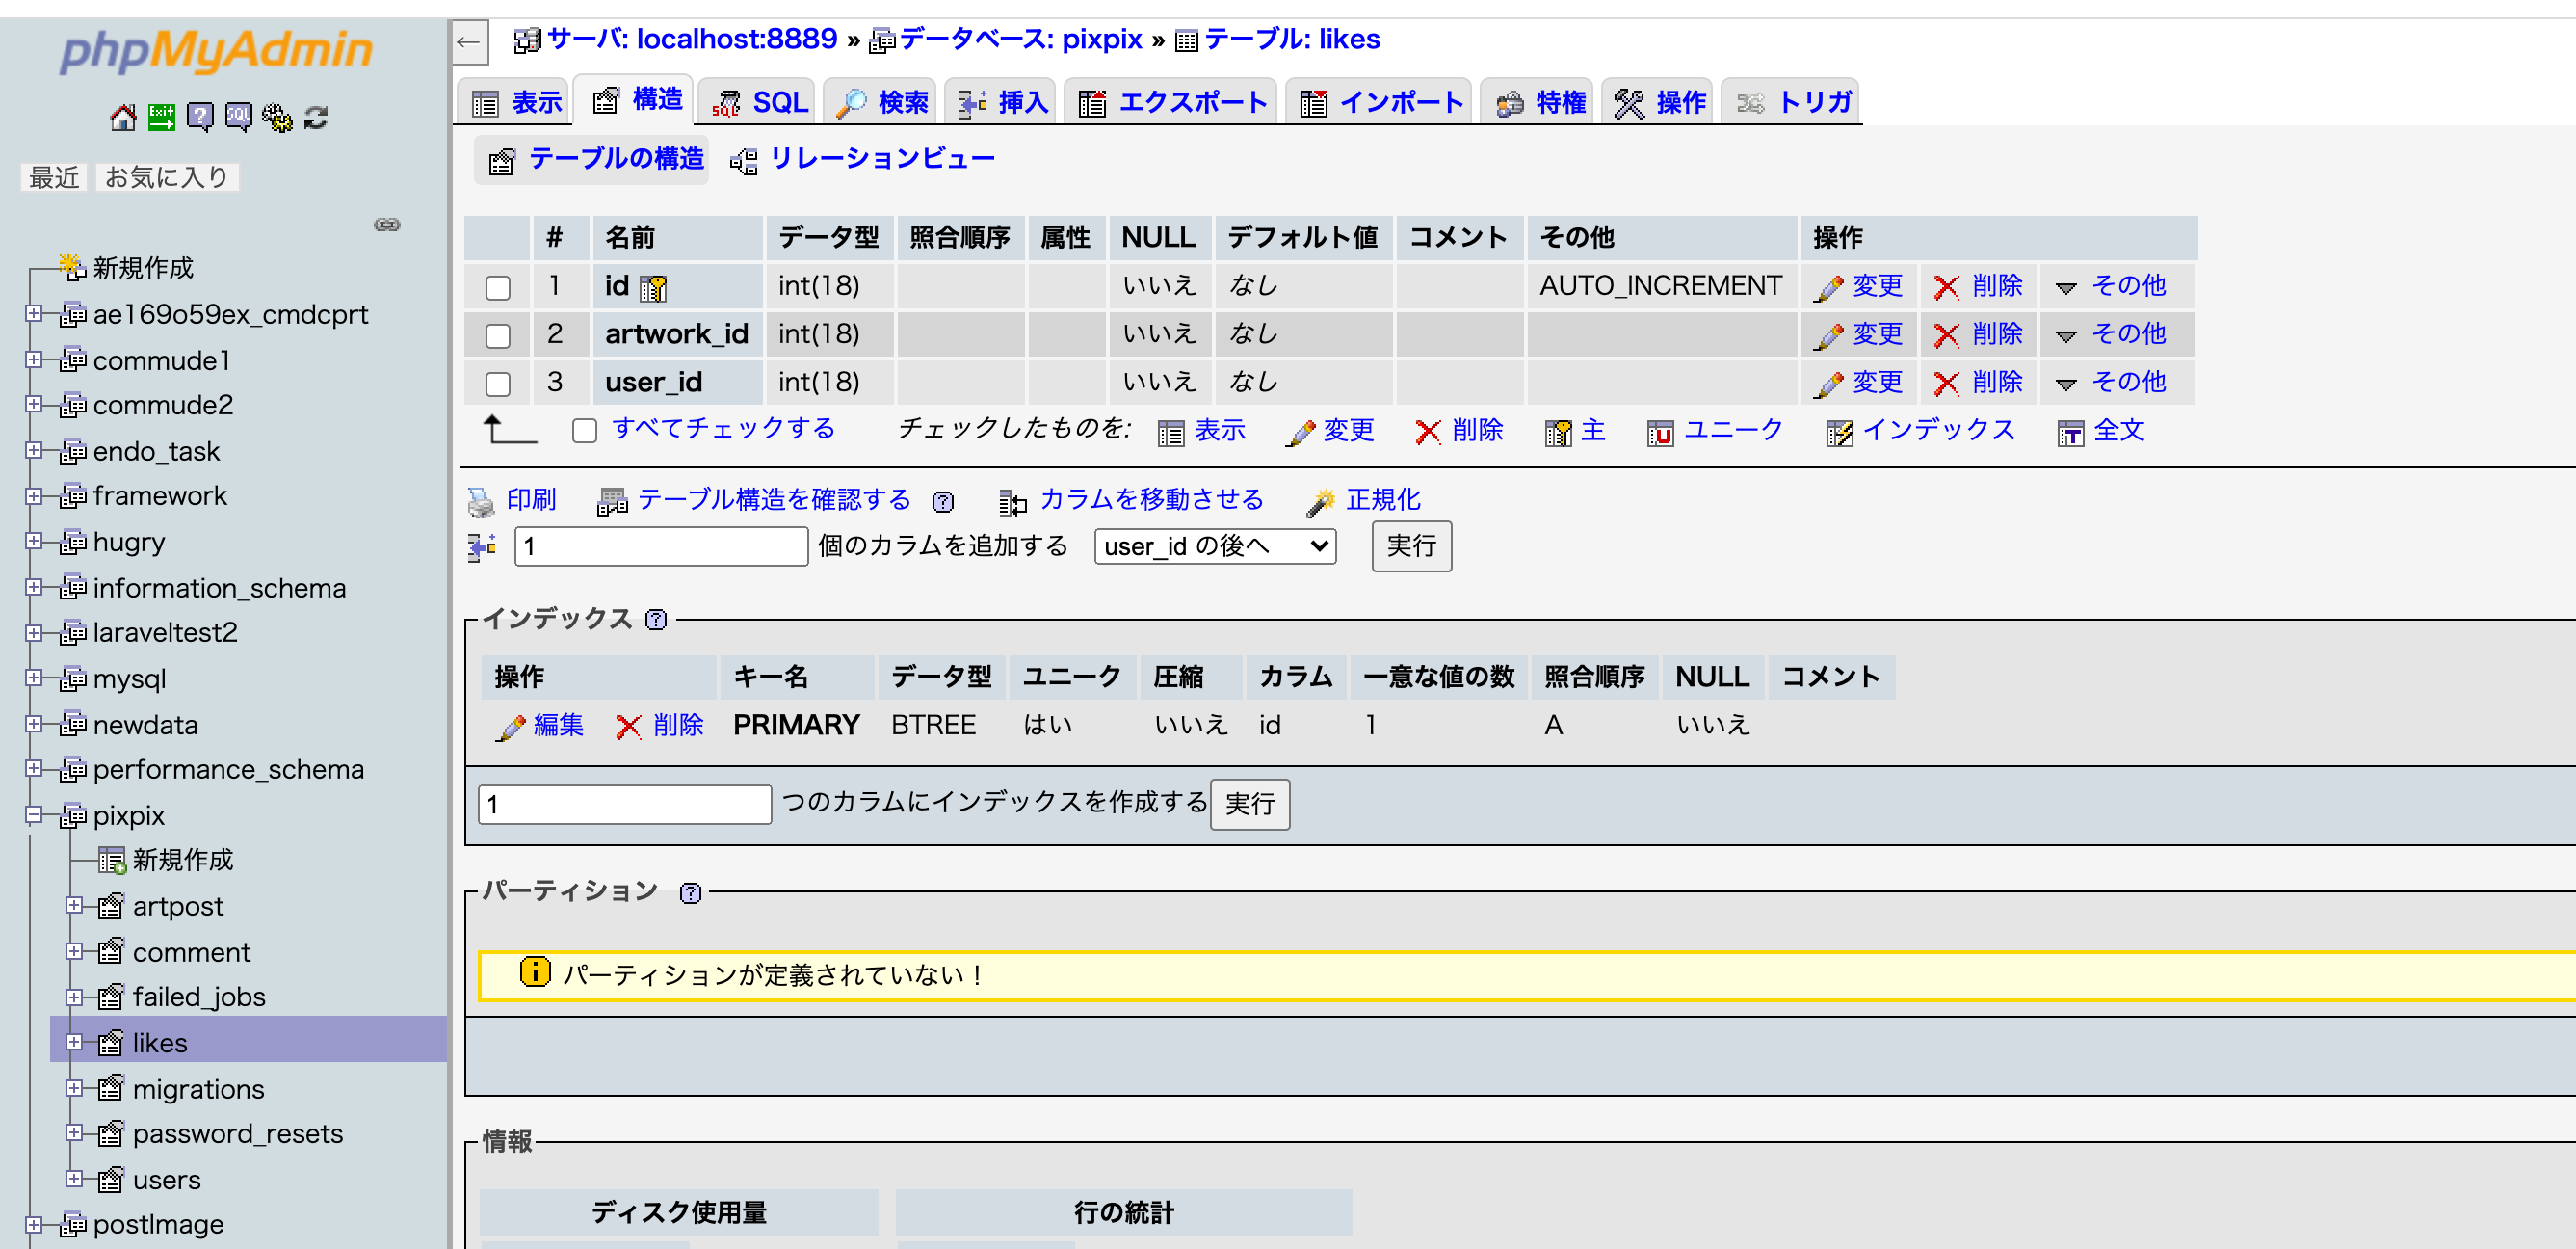 phpMyAdmin
Exit
SQL
最近 お気に入り
新規作成
ae169o59ex_cmdcprt
commude1
commude2
endo_task
framework
hugry
information_schema
laraveltest2
mysql
newdata
performance_schema
pixpix
新規作成
artpost
comment
failed_jobs
likes
migrations
password_resets
users
postImage
← サーバ: localhost:8889 » データベース: pixpix » テーブル: likes
表示 構造 SQL 検索 挿入 エクスポート インポート 特権 操作 トリガ
テーブルの構造 リレーションビュー
# 名前 データ型 照合順序 属性 NULL デフォルト値 コメント その他 操作
1 id int(18) いいえ なし AUTO_INCREMENT 変更 削除 その他
2 artwork_id int(18) いいえ なし 変更 削除 その他
3 user_id int(18) いいえ なし 変更 削除 その他
すべてチェックする チェックしたものを: 表示 変更 削除 主 ユニーク インデックス 全文
印刷 テーブル構造を確認する カラムを移動させる 正規化
1 個のカラムを追加する user_id の後へ 実行
インデックス
操作 キー名 データ型 ユニーク 圧縮 カラム 一意な値の数 照合順序 NULL コメント
編集 削除 PRIMARY BTREE はい いいえ id 1 A いいえ
1 つのカラムにインデックスを作成する 実行
パーティション
パーティションが定義されていない！
情報
ディスク使用量 行の統計